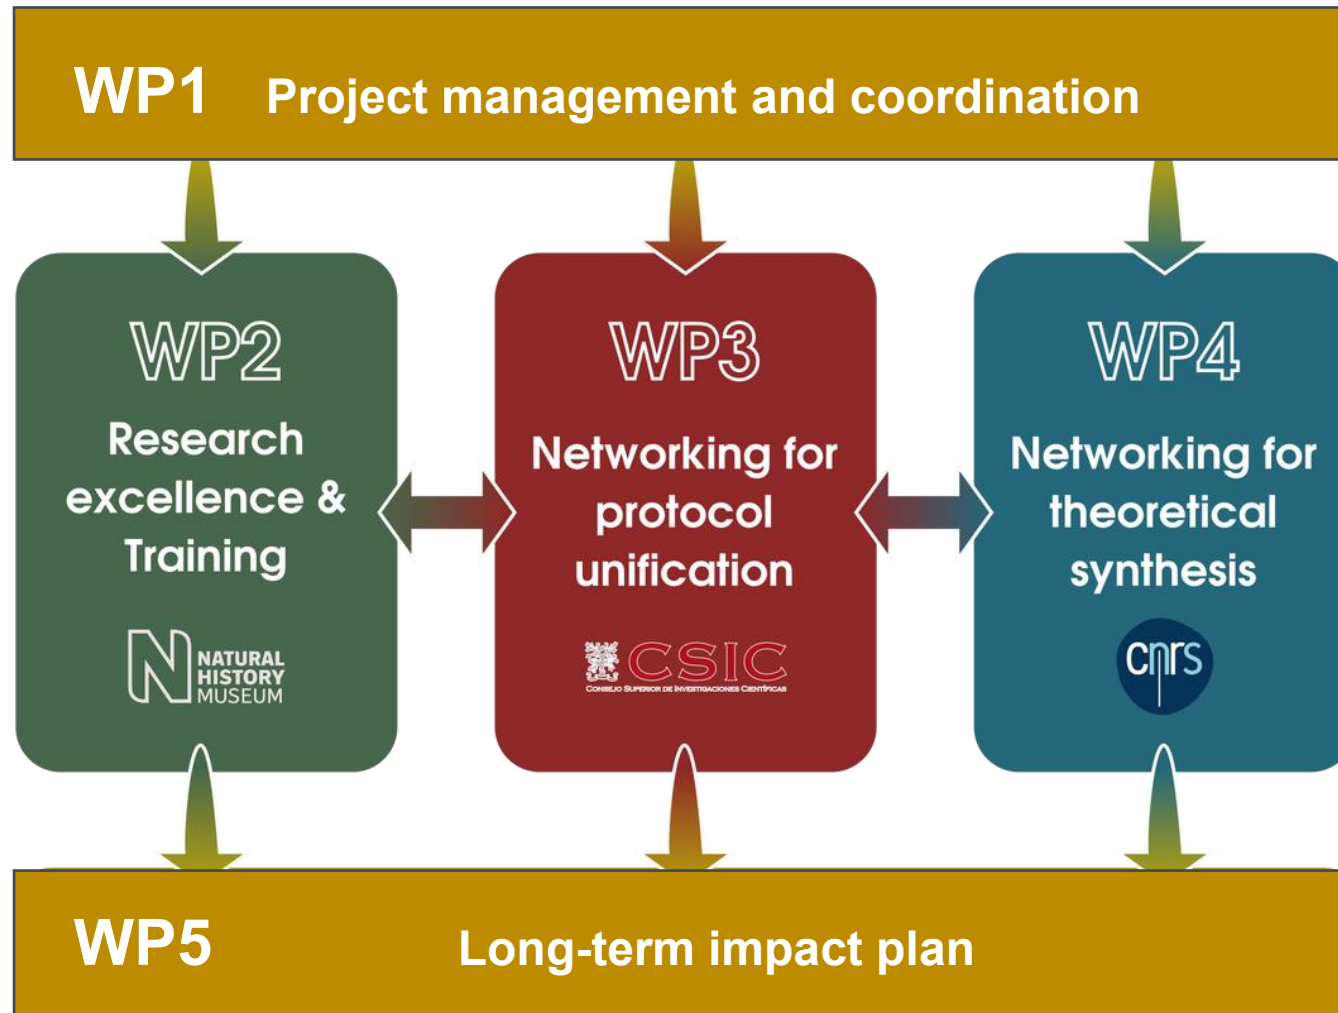 WP1 Project management and coordination
WP2
Research
excellence &
Training
NATURAL
HISTORY
MUSEUM
WP3
Networking for
protocol
unification
CSIC
CONSEJO SUPERIOR DE INVESTIGACIONES CIENTÍFICAS
WP4
Networking for
theoretical
synthesis
cnrs
WP5 Long-term impact plan